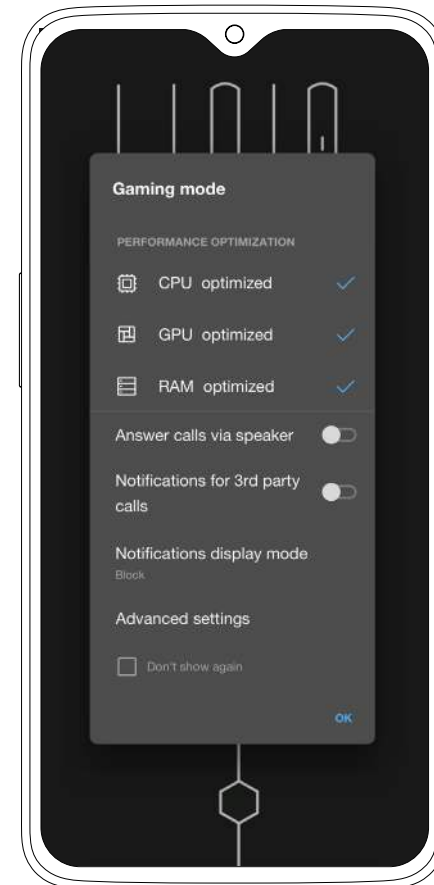 Gaming mode
PERFORMANCE OPTIMIZATION
CPU optimized
GPU optimized
RAM optimized
Answer calls via speaker
Notifications for 3rd party
calls
Notifications display mode
Block
Advanced settings
Don't show again
OK